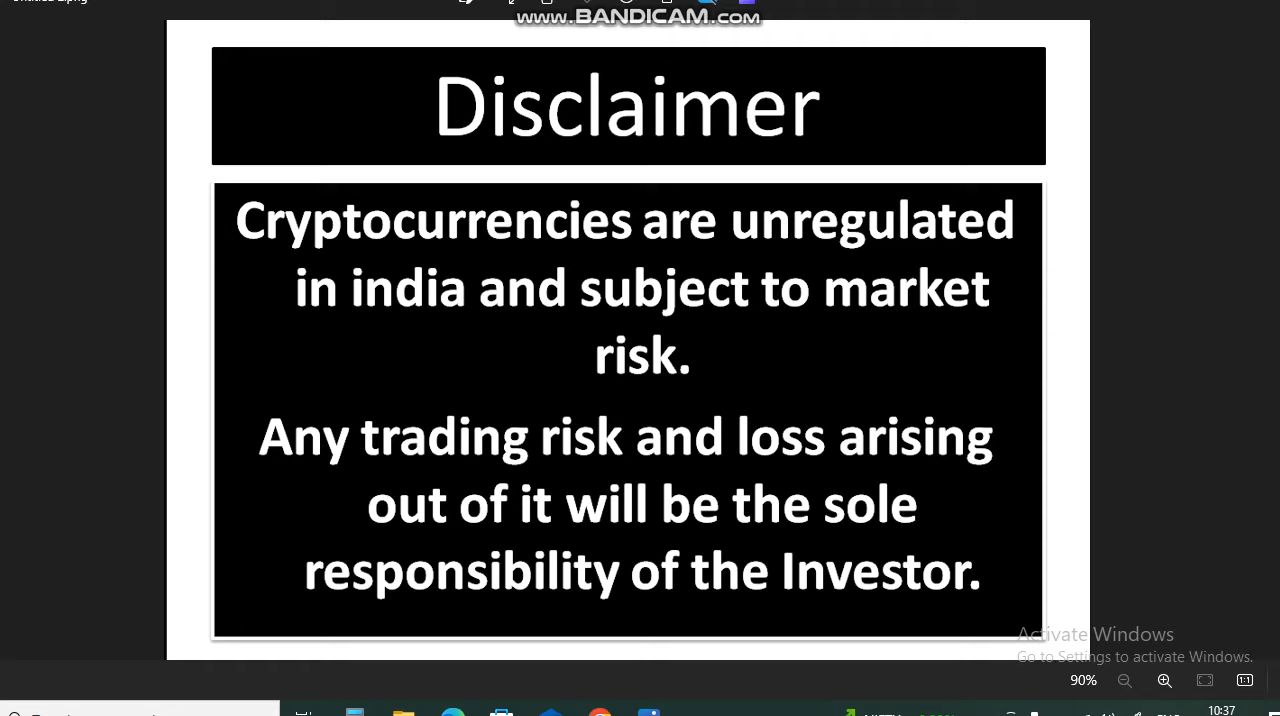 www.BANDICAM.com
Disclaimer
Cryptocurrencies are unregulated
in india and subject to market
risk.
Any trading risk and loss arising
out of it will be the sole
responsibility of the Investor.
Activate Windows
Go to Settings to activate Windows.
90%
10:37